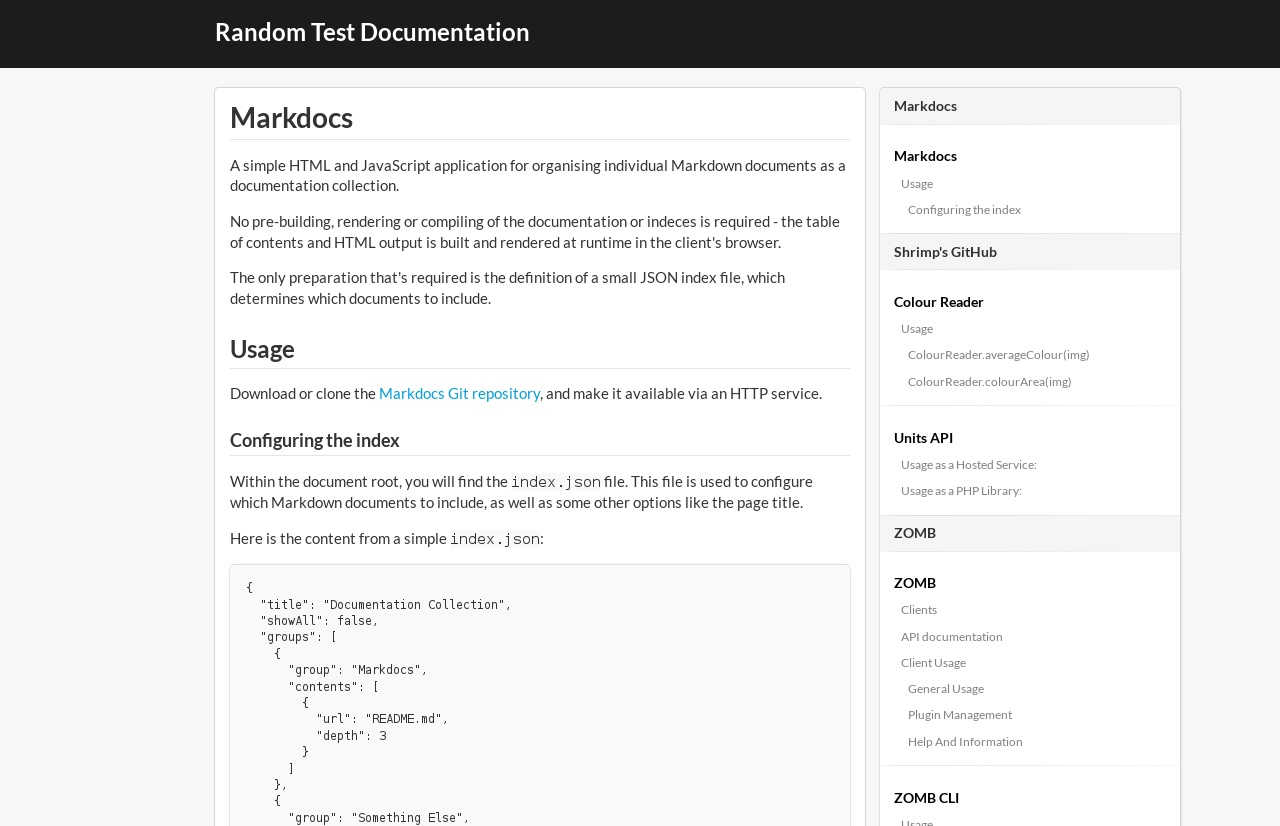 Random Test Documentation
Markdocs
A simple HTML and JavaScript application for organising individual Markdown documents as a
documentation collection.
No pre-building, rendering or compiling of the documentation or indeces is required - the table
of contents and HTML output is built and rendered at runtime in the client's browser.
The only preparation that's required is the definition of a small JSON index file, which
determines which documents to include.
Usage
Download or clone the Markdocs Git repository, and make it available via an HTTP service.
Configuring the index
Within the document root, you will find the index.json file. This file is used to configure
which Markdown documents to include, as well as some other options like the page title.
Here is the content from a simple index.json:
{
  "title": "Documentation Collection",
  "showAll": false,
  "groups": [
    {
      "group": "Markdocs",
      "contents": [
        {
          "url": "README.md",
          "depth": 3
        }
      ]
    },
    {
      "group": "Something Else",
Markdocs
Markdocs
Usage
Configuring the index
Shrimp's GitHub
Colour Reader
Usage
ColourReader.averageColour(img)
ColourReader.colourArea(img)
Units API
Usage as a Hosted Service:
Usage as a PHP Library:
ZOMB
ZOMB
Clients
API documentation
Client Usage
General Usage
Plugin Management
Help And Information
ZOMB CLI
Usage